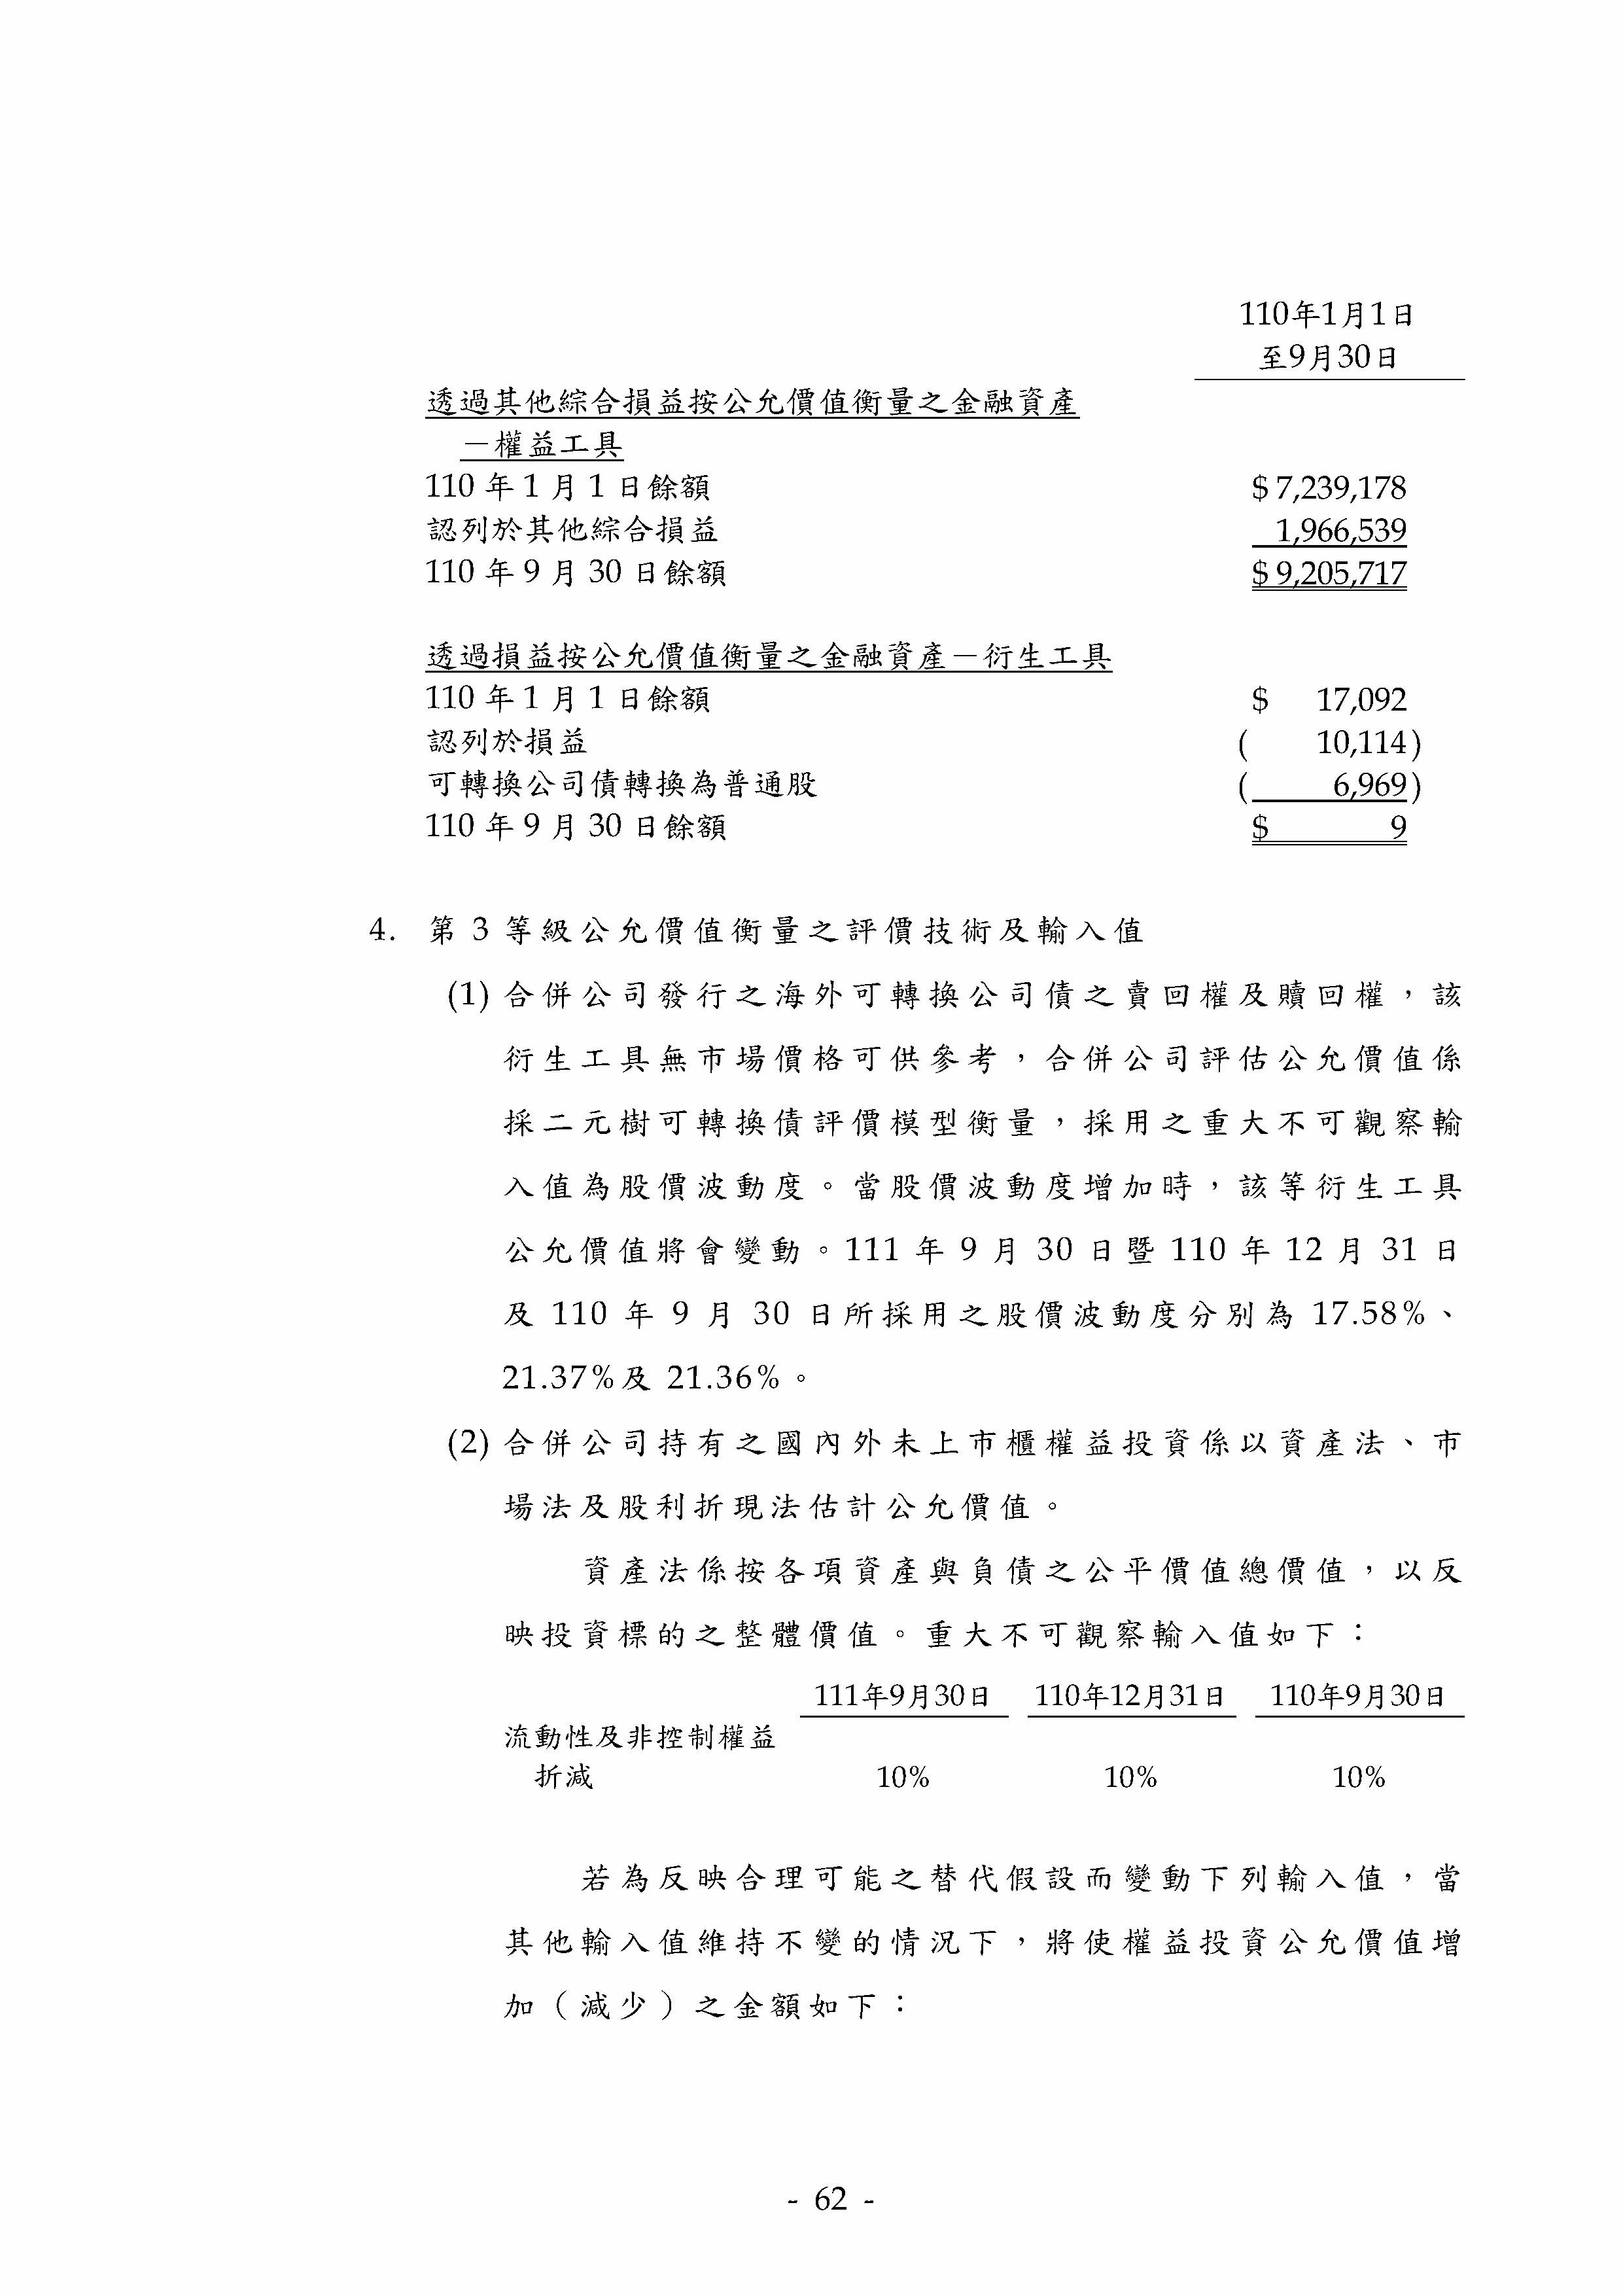 110年1月1日
至9月30日
透過其他綜合損益按公允價值衡量之金融資產
－權益工具
110 年 1 月 1 日餘額 $ 7,239,178
認列於其他綜合損益 1,966,539
110 年 9 月 30 日餘額 $ 9,205,717
透過損益按公允價值衡量之金融資產－衍生工具
110 年 1 月 1 日餘額 $ 17,092
認列於損益 ( 10,114)
可轉換公司債轉換為普通股 ( 6,969)
110 年 9 月 30 日餘額 $ 9
4. 第 3 等級公允價值衡量之評價技術及輸入值
(1) 合併公司發行之海外可轉換公司債之賣回權及贖回權，該
衍生工具無市場價格可供參考，合併公司評估公允價值係
採二元樹可轉換債評價模型衡量，採用之重大不可觀察輸
入值為股價波動度。當股價波動度增加時，該等衍生工具
公允價值將會變動。111 年 9 月 30 日暨 110 年 12 月 31 日
及 110 年 9 月 30 日所採用之股價波動度分別為 17.58%、
21.37%及 21.36%。
(2) 合併公司持有之國內外未上市櫃權益投資係以資產法、市
場法及股利折現法估計公允價值。
資產法係按各項資產與負債之公平價值總價值，以反
映投資標的之整體價值。重大不可觀察輸入值如下：
111年9月30日 110年12月31日 110年9月30日
流動性及非控制權益
折減 10% 10% 10%
若為反映合理可能之替代假設而變動下列輸入值，當
其他輸入值維持不變的情況下，將使權益投資公允價值增
加（減少）之金額如下：
- 62 -